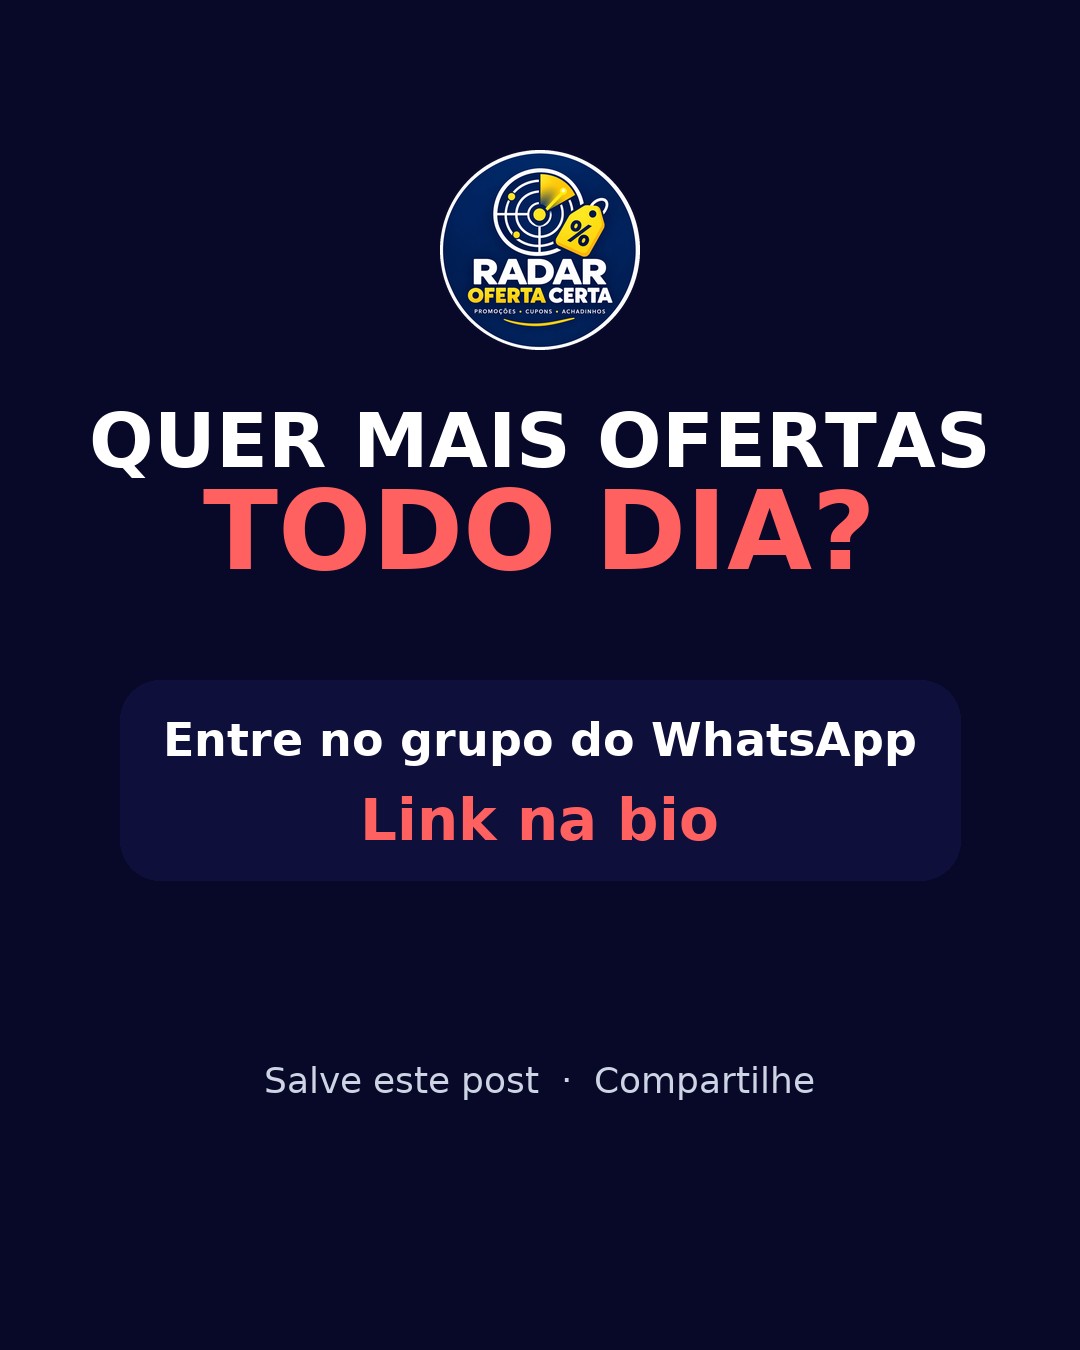 RADAR
OFERTA CERTA
PROMOÇÕES • CUPONS • ACHADINHOS
QUER MAIS OFERTAS
TODO DIA?
Entre no grupo do WhatsApp
Link na bio
Salve este post · Compartilhe